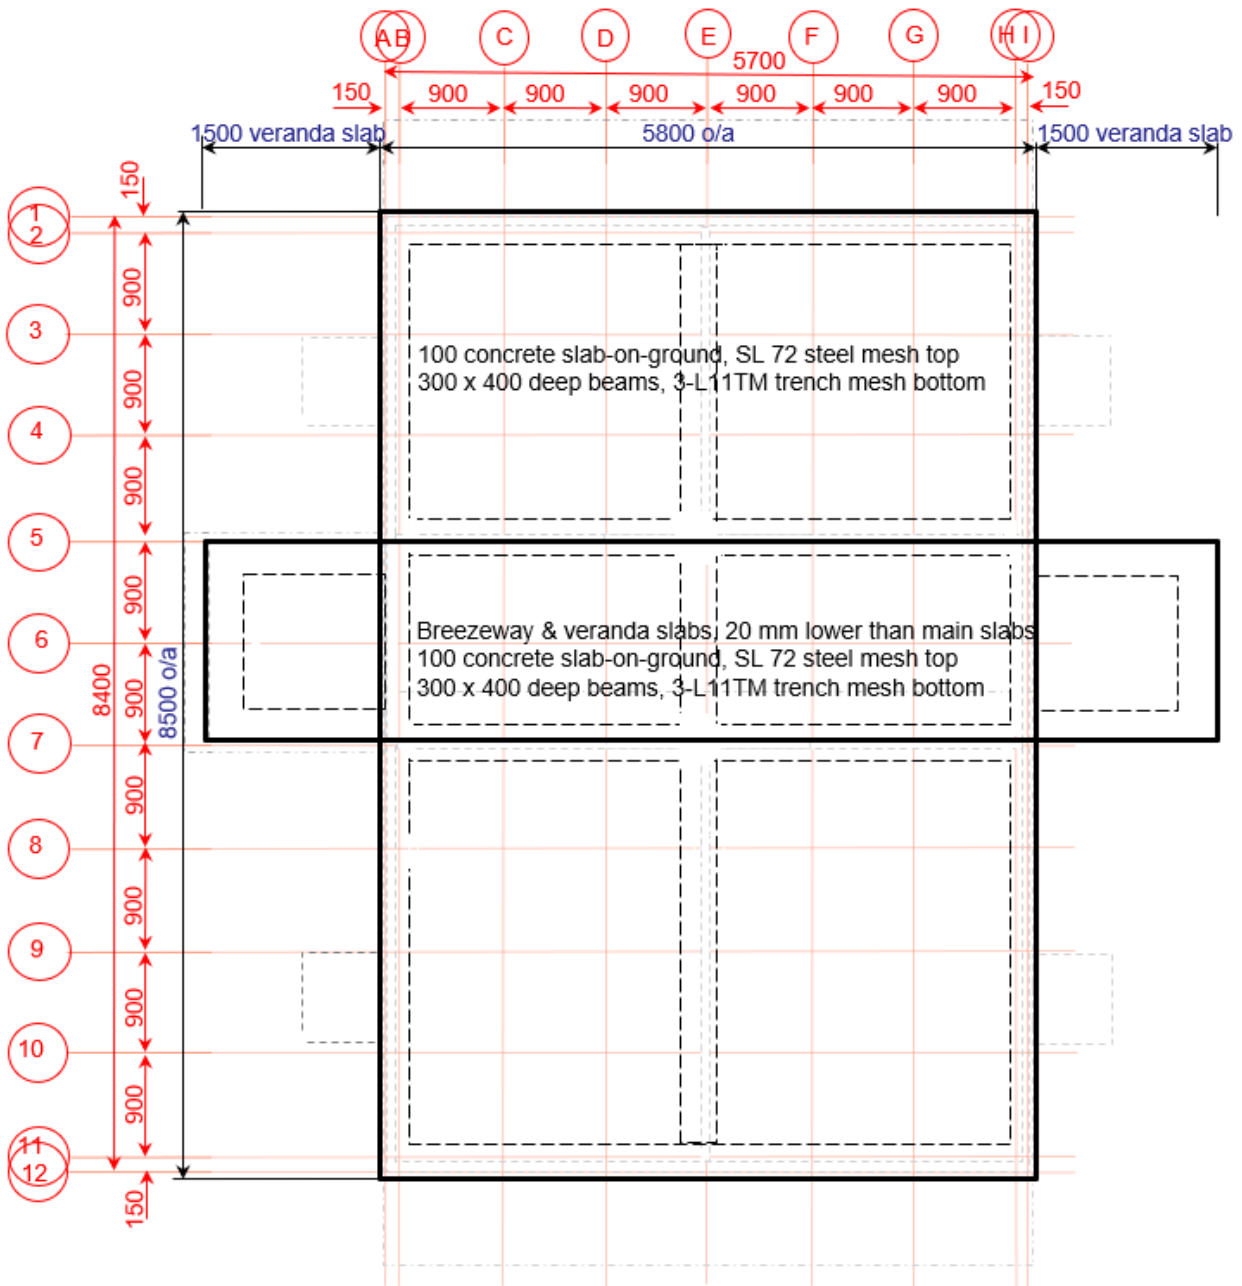 A B C D E F G H I
5700
150 900 900 900 900 900 900 150
1500 veranda slab 5800 o/a 1500 veranda slab
150
1
2
900
3
100 concrete slab-on-ground, SL 72 steel mesh top
900
300 x 400 deep beams, 3-L11TM trench mesh bottom
4
900
5
900
Breezeway & veranda slabs, 20 mm lower than main slabs
6
100 concrete slab-on-ground, SL 72 steel mesh top
8400
8500 o/a
900
300 x 400 deep beams, 3-L11TM trench mesh bottom
7
900
8
900
9
900
10
900
11
12
150